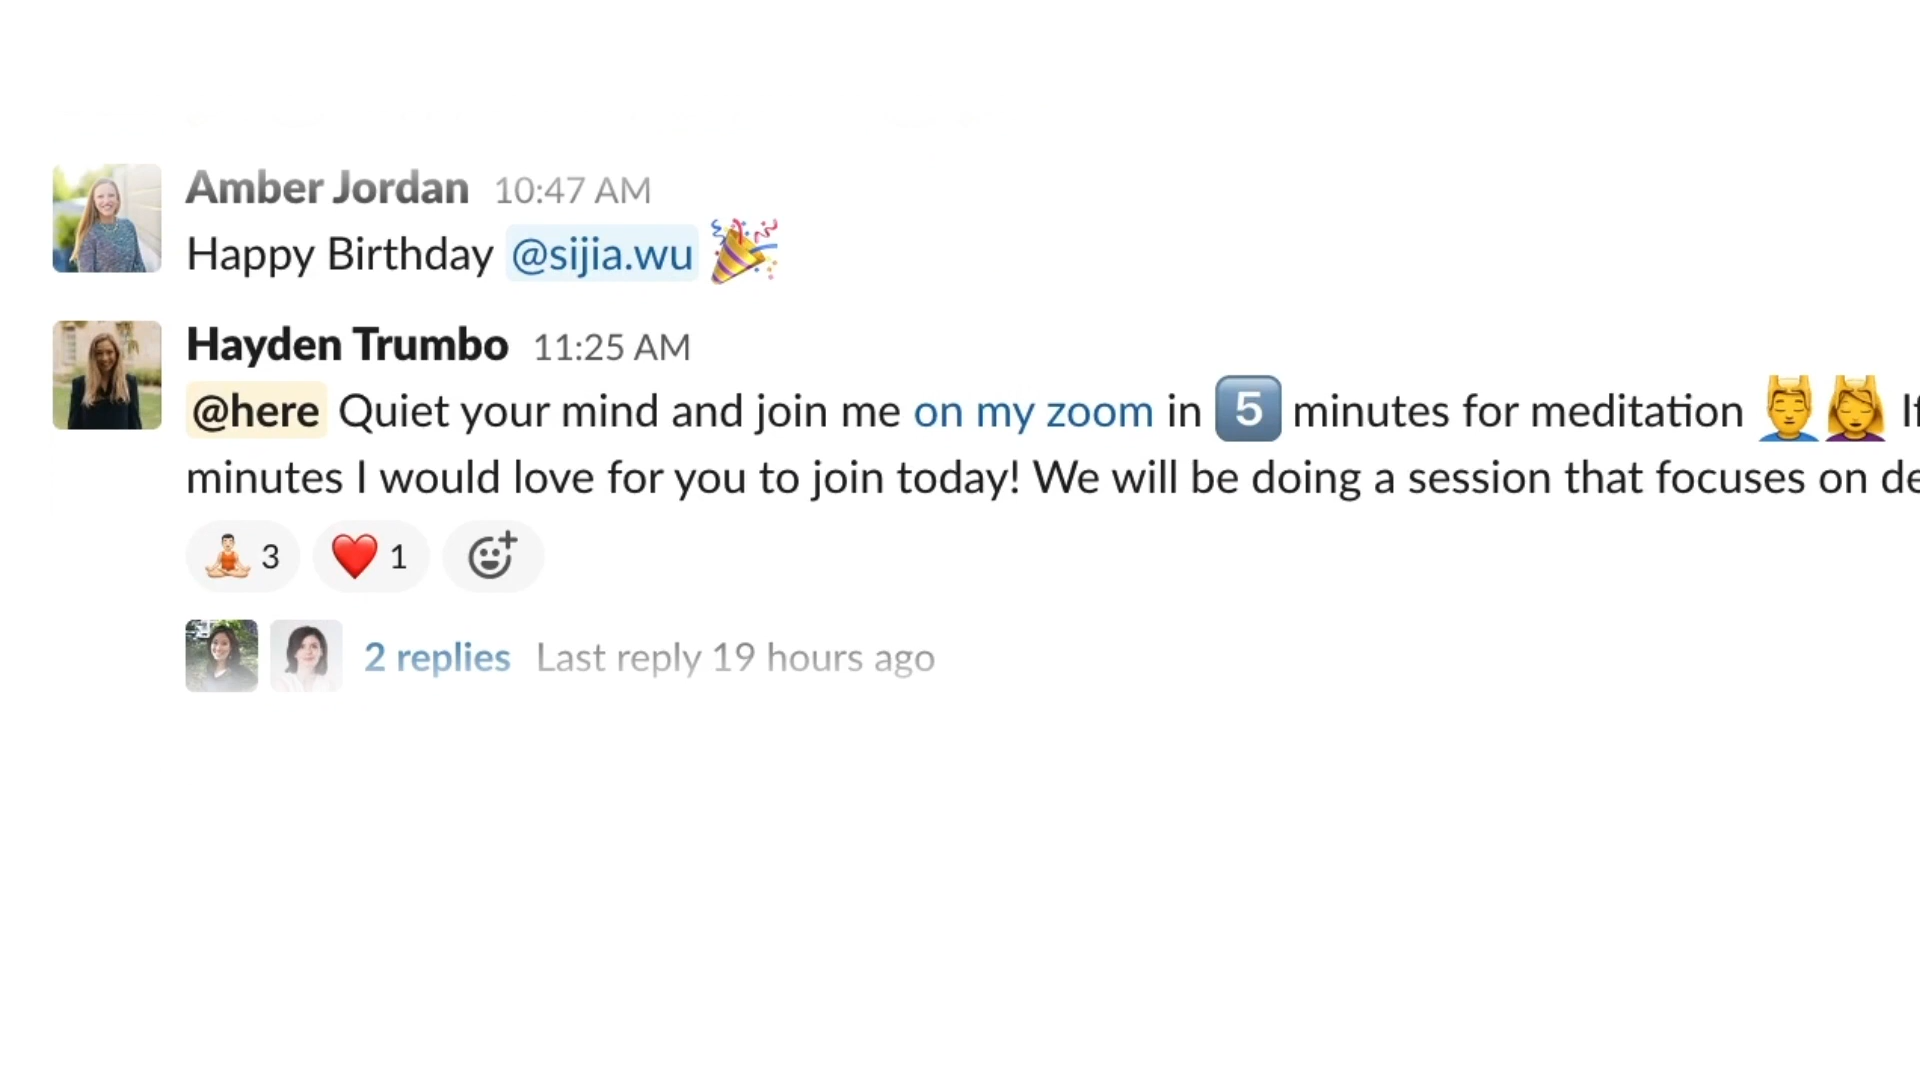 Amber Jordan 10:47 AM
Happy Birthday @sijia.wu 🎉
Hayden Trumbo 11:25 AM
@here Quiet your mind and join me on my zoom in 5️⃣ minutes for meditation 💆‍♂️💆‍♀️
minutes I would love for you to join today! We will be doing a session that focuses on
3 1
2 replies Last reply 19 hours ago